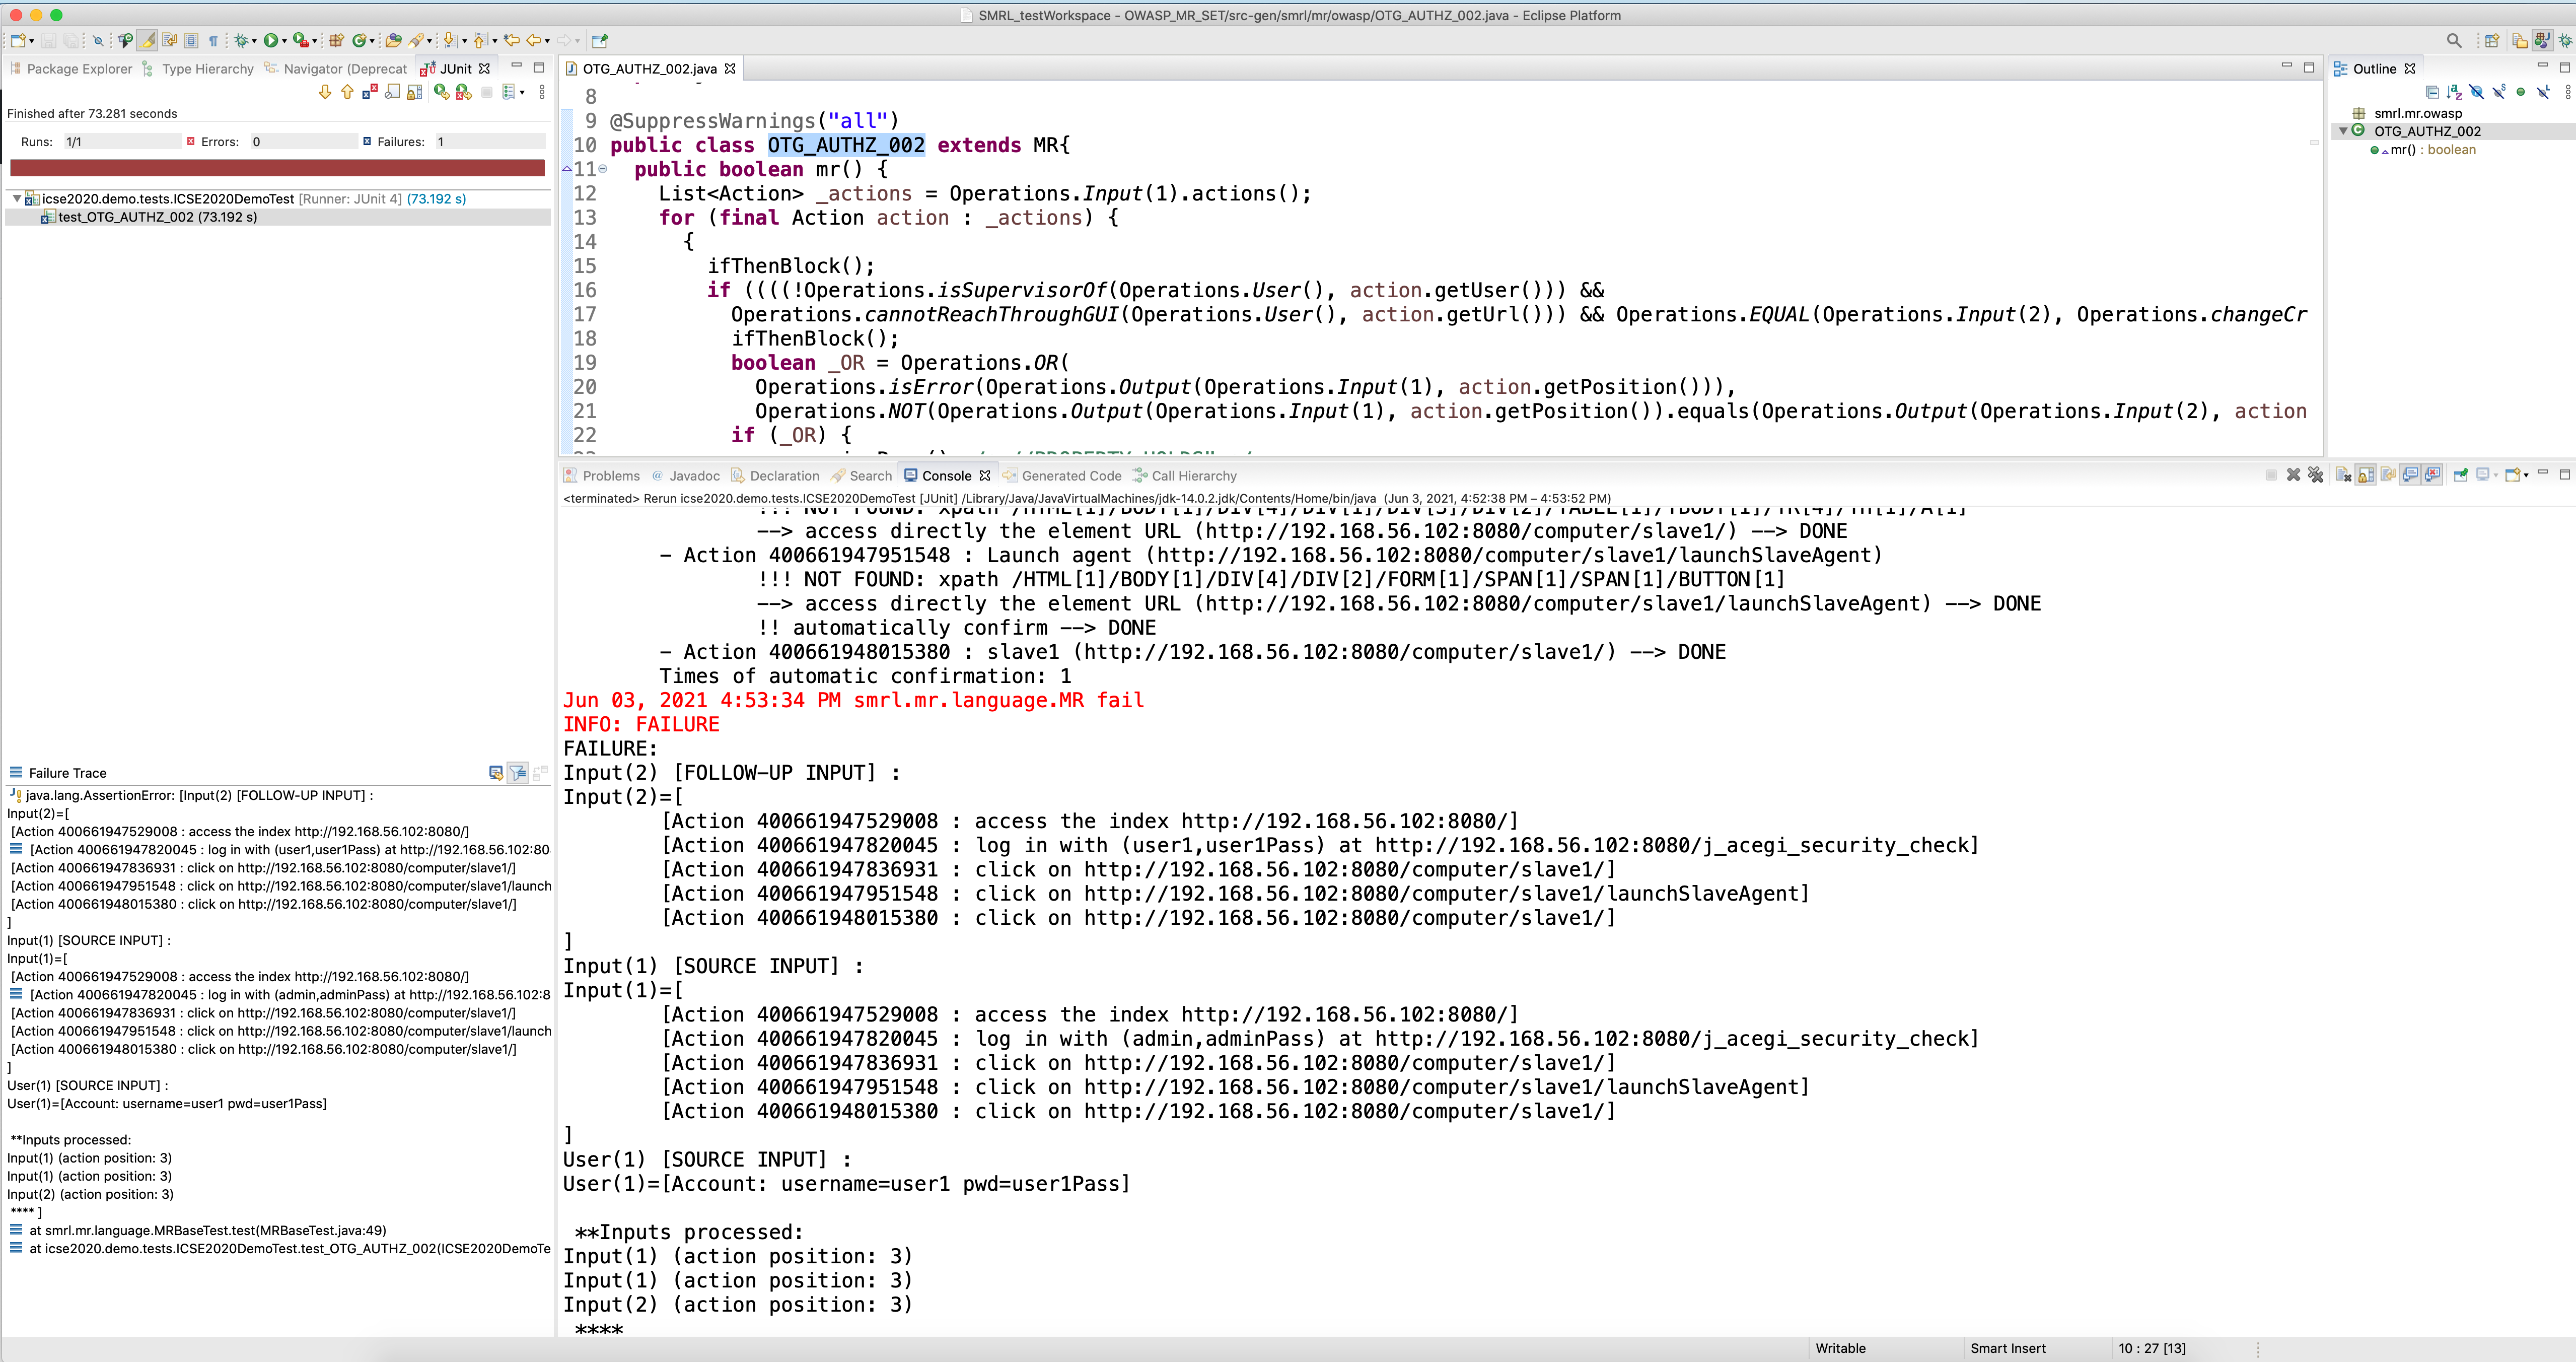 SMRL_testWorkspace - OWASP_MR_SET/src-gen/smrl/mr/owasp/OTG_AUTHZ_002.java - Eclipse Platform
Package Explorer Type Hierarchy Navigator (Deprecat JUnit
Finished after 73.281 seconds
Runs: 1/1 Errors: 0 Failures: 1
icse2020.demo.tests.ICSE2020DemoTest [Runner: JUnit 4] (73.192 s)
test_OTG_AUTHZ_002 (73.192 s)
Failure Trace
java.lang.AssertionError: [Input(2) [FOLLOW-UP INPUT] :
Input(2)=[
[Action 400661947529008 : access the index http://192.168.56.102:8080/]
[Action 400661947820045 : log in with (user1,user1Pass) at http://192.168.56.102:80
[Action 400661947836931 : click on http://192.168.56.102:8080/computer/slave1/]
[Action 400661947951548 : click on http://192.168.56.102:8080/computer/slave1/launch
[Action 400661948015380 : click on http://192.168.56.102:8080/computer/slave1/]
]
Input(1) [SOURCE INPUT] :
Input(1)=[
[Action 400661947529008 : access the index http://192.168.56.102:8080/]
[Action 400661947820045 : log in with (admin,adminPass) at http://192.168.56.102:8
[Action 400661947836931 : click on http://192.168.56.102:8080/computer/slave1/]
[Action 400661947951548 : click on http://192.168.56.102:8080/computer/slave1/launch
[Action 400661948015380 : click on http://192.168.56.102:8080/computer/slave1/]
]
User(1) [SOURCE INPUT] :
User(1)=[Account: username=user1 pwd=user1Pass]
**Inputs processed:
Input(1) (action position: 3)
Input(1) (action position: 3)
Input(2) (action position: 3)
**** ]
at smrl.mr.language.MRBaseTest.test(MRBaseTest.java:49)
at icse2020.demo.tests.ICSE2020DemoTest.test_OTG_AUTHZ_002(ICSE2020DemoTe
OTG_AUTHZ_002.java
8
9 @SuppressWarnings("all")
10 public class OTG_AUTHZ_002 extends MR{
11 public boolean mr() {
12 List<Action> _actions = Operations.Input(1).actions();
13 for (final Action action : _actions) {
14 {
15 ifThenBlock();
16 if ((((!Operations.isSupervisorOf(Operations.User(), action.getUser())) &&
17 Operations.cannotReachThroughGUI(Operations.User(), action.getUrl())) && Operations.EQUAL(Operations.Input(2), Operations.changeCr
18 ifThenBlock();
19 boolean _OR = Operations.OR(
20 Operations.isError(Operations.Output(Operations.Input(1), action.getPosition())),
21 Operations.NOT(Operations.Output(Operations.Input(1), action.getPosition()).equals(Operations.Output(Operations.Input(2), action
22 if (_OR) {
Outline
smrl.mr.owasp
OTG_AUTHZ_002
mr() : boolean
Problems Javadoc Declaration Search Console Generated Code Call Hierarchy
<terminated> Rerun icse2020.demo.tests.ICSE2020DemoTest [JUnit] /Library/Java/JavaVirtualMachines/jdk-14.0.2.jdk/Contents/Home/bin/java (Jun 3, 2021, 4:52:38 PM – 4:53:52 PM)
!!! NOT FOUND: xpath /HTML[1]/BODY[1]/DIV[4]/DIV[1]/DIV[3]/DIV[2]/TABLE[1]/TBODY[1]/TR[4]/TH[1]/A[1]
--> access directly the element URL (http://192.168.56.102:8080/computer/slave1/) --> DONE
- Action 400661947951548 : Launch agent (http://192.168.56.102:8080/computer/slave1/launchSlaveAgent)
!!! NOT FOUND: xpath /HTML[1]/BODY[1]/DIV[4]/DIV[2]/FORM[1]/SPAN[1]/SPAN[1]/BUTTON[1]
--> access directly the element URL (http://192.168.56.102:8080/computer/slave1/launchSlaveAgent) --> DONE
!! automatically confirm --> DONE
- Action 400661948015380 : slave1 (http://192.168.56.102:8080/computer/slave1/) --> DONE
Times of automatic confirmation: 1
Jun 03, 2021 4:53:34 PM smrl.mr.language.MR fail
INFO: FAILURE
FAILURE:
Input(2) [FOLLOW-UP INPUT] :
Input(2)=[
[Action 400661947529008 : access the index http://192.168.56.102:8080/]
[Action 400661947820045 : log in with (user1,user1Pass) at http://192.168.56.102:8080/j_acegi_security_check]
[Action 400661947836931 : click on http://192.168.56.102:8080/computer/slave1/]
[Action 400661947951548 : click on http://192.168.56.102:8080/computer/slave1/launchSlaveAgent]
[Action 400661948015380 : click on http://192.168.56.102:8080/computer/slave1/]
]
Input(1) [SOURCE INPUT] :
Input(1)=[
[Action 400661947529008 : access the index http://192.168.56.102:8080/]
[Action 400661947820045 : log in with (admin,adminPass) at http://192.168.56.102:8080/j_acegi_security_check]
[Action 400661947836931 : click on http://192.168.56.102:8080/computer/slave1/]
[Action 400661947951548 : click on http://192.168.56.102:8080/computer/slave1/launchSlaveAgent]
[Action 400661948015380 : click on http://192.168.56.102:8080/computer/slave1/]
]
User(1) [SOURCE INPUT] :
User(1)=[Account: username=user1 pwd=user1Pass]
**Inputs processed:
Input(1) (action position: 3)
Input(1) (action position: 3)
Input(2) (action position: 3)
****
Writable Smart Insert 10 : 27 [13]